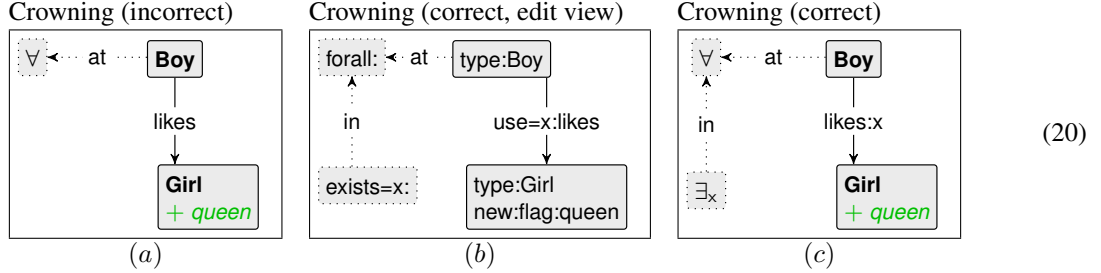 Crowning (incorrect)
∀
at
Boy
likes
Girl
+ queen
(a)
Crowning (correct, edit view)
forall:
at
type:Boy
in
use=x:likes
exists=x:
type:Girl
new:flag:queen
(b)
Crowning (correct)
∀
at
Boy
in
likes:x
∃x
Girl
+ queen
(c)
(20)